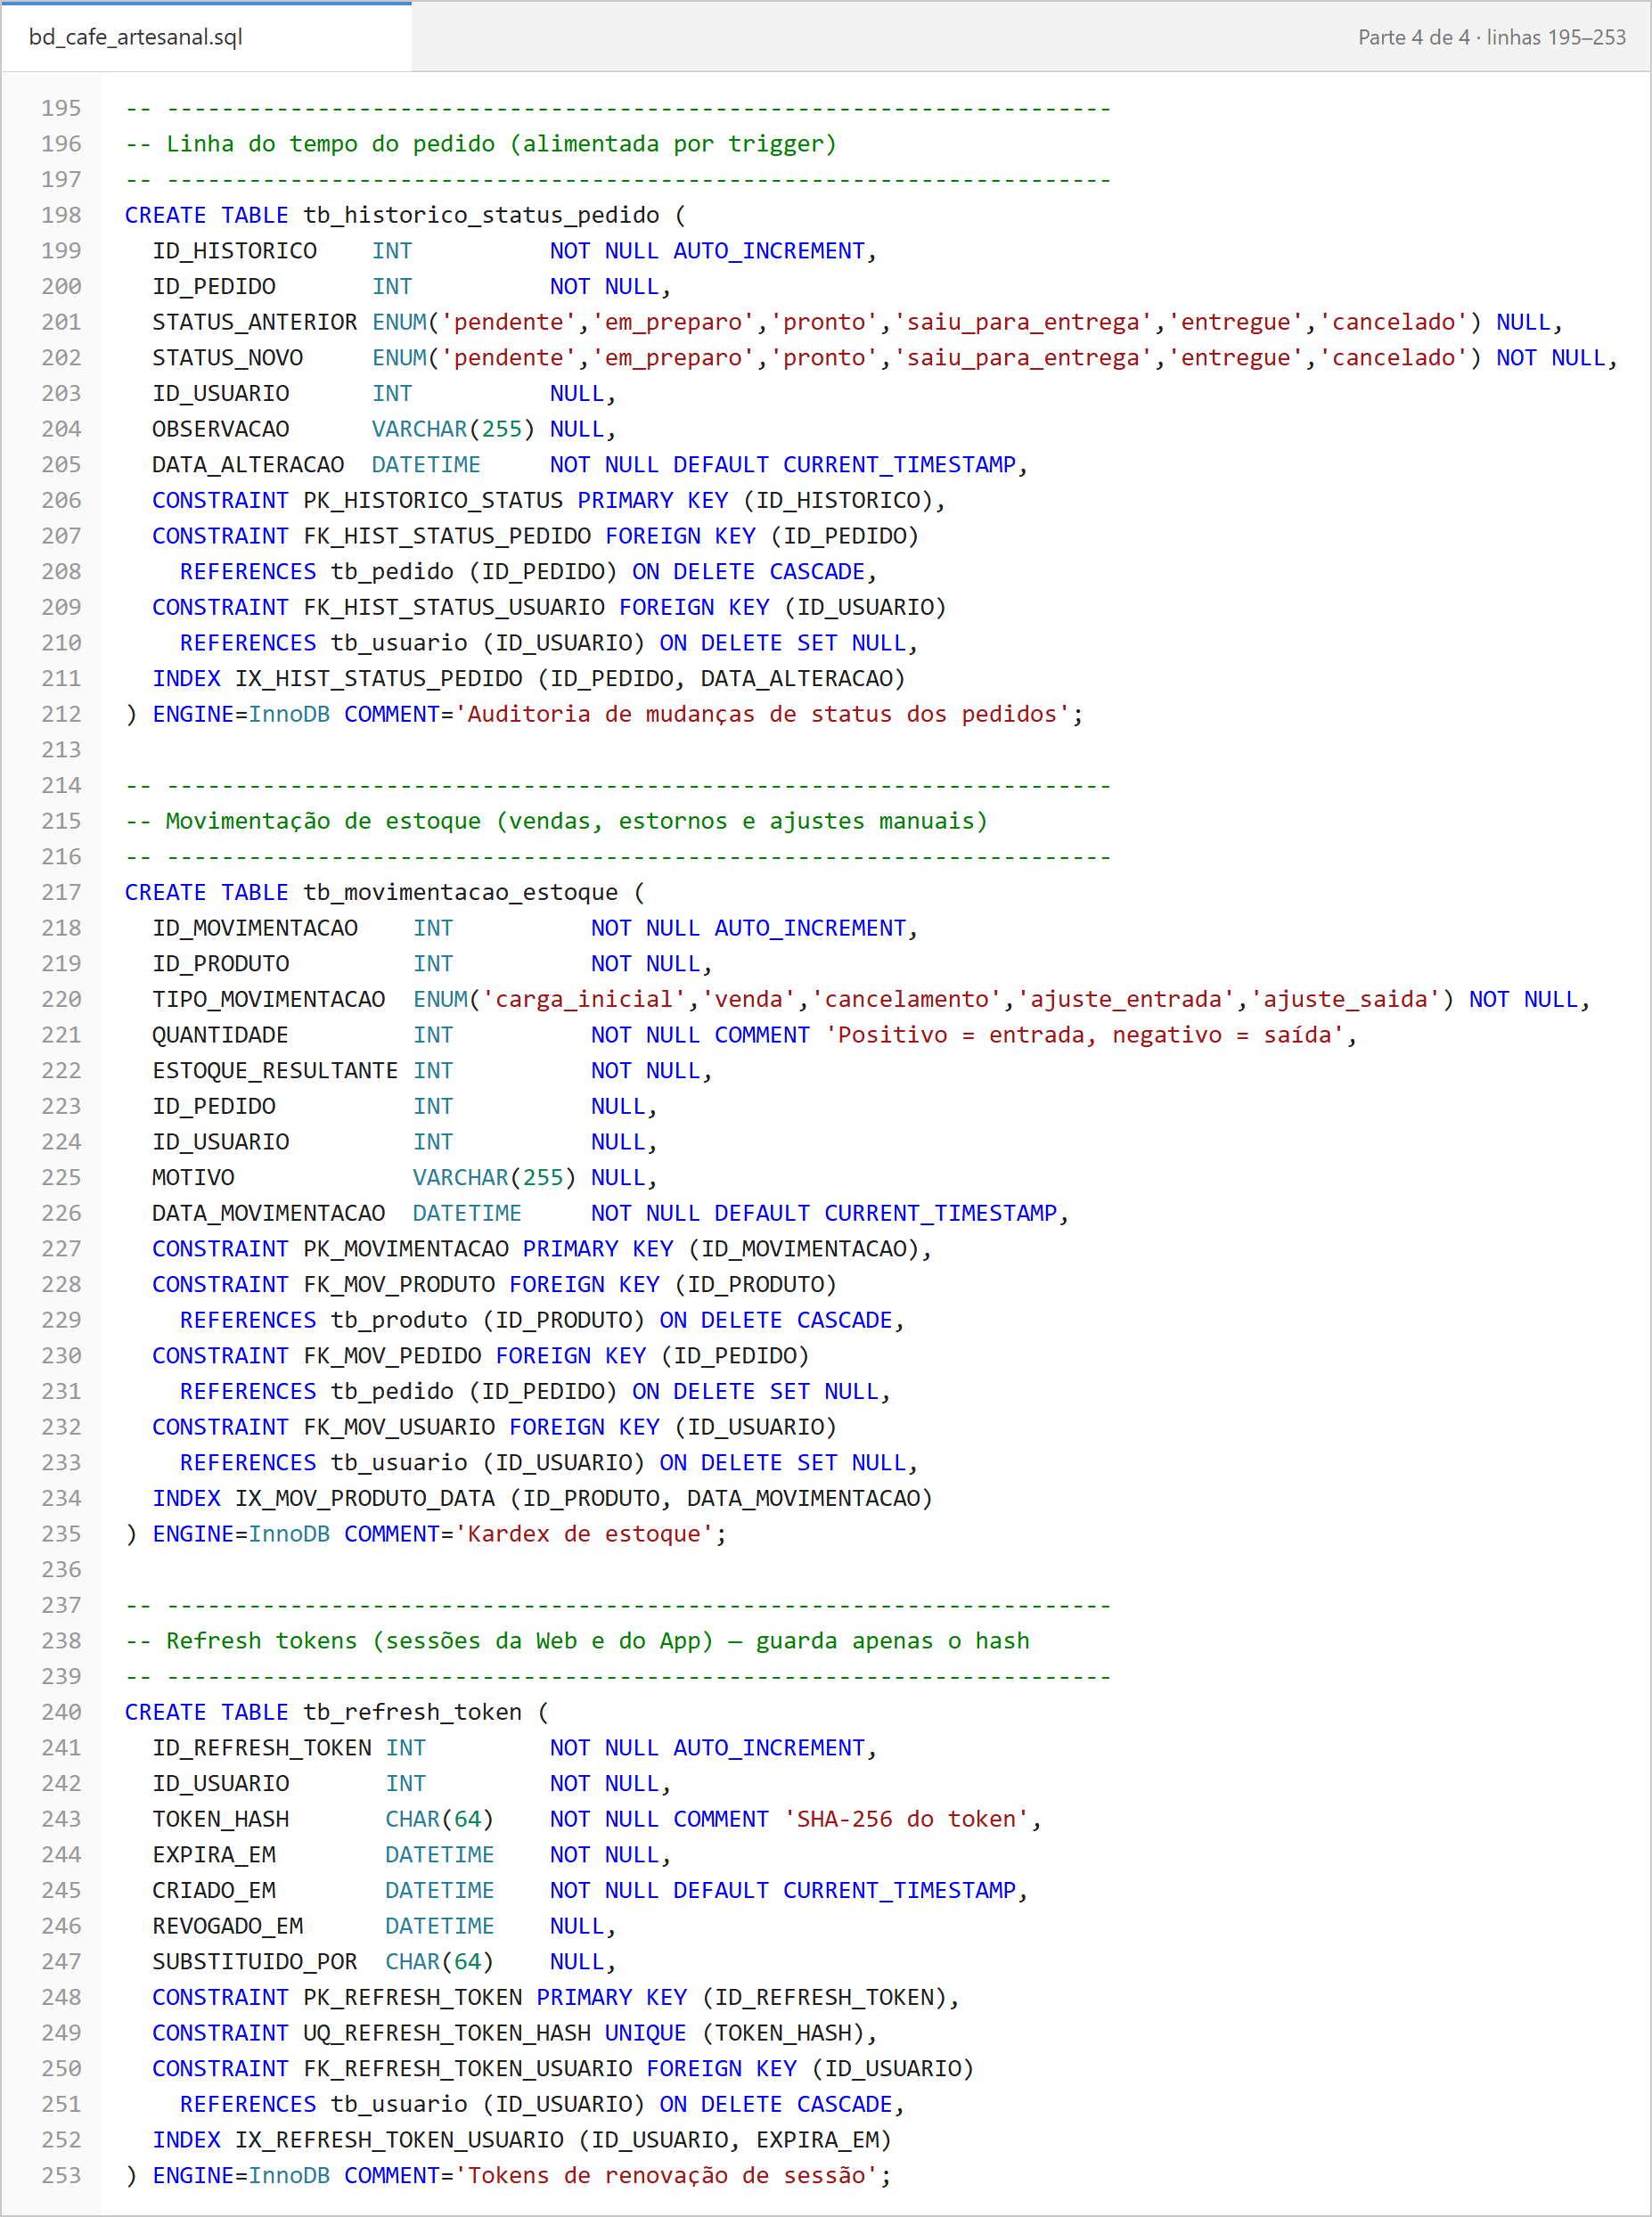 bd_cafe_artesanal.sql
Parte 4 de 4 · linhas 195–253
195 -- ---------------------------------------------------------------------
196 -- Linha do tempo do pedido (alimentada por trigger)
197 -- ---------------------------------------------------------------------
198 CREATE TABLE tb_historico_status_pedido (
199   ID_HISTORICO    INT          NOT NULL AUTO_INCREMENT,
200   ID_PEDIDO       INT          NOT NULL,
201   STATUS_ANTERIOR ENUM('pendente','em_preparo','pronto','saiu_para_entrega','entregue','cancelado') NULL,
202   STATUS_NOVO     ENUM('pendente','em_preparo','pronto','saiu_para_entrega','entregue','cancelado') NOT NULL,
203   ID_USUARIO      INT          NULL,
204   OBSERVACAO      VARCHAR(255) NULL,
205   DATA_ALTERACAO  DATETIME     NOT NULL DEFAULT CURRENT_TIMESTAMP,
206   CONSTRAINT PK_HISTORICO_STATUS PRIMARY KEY (ID_HISTORICO),
207   CONSTRAINT FK_HIST_STATUS_PEDIDO FOREIGN KEY (ID_PEDIDO)
208     REFERENCES tb_pedido (ID_PEDIDO) ON DELETE CASCADE,
209   CONSTRAINT FK_HIST_STATUS_USUARIO FOREIGN KEY (ID_USUARIO)
210     REFERENCES tb_usuario (ID_USUARIO) ON DELETE SET NULL,
211   INDEX IX_HIST_STATUS_PEDIDO (ID_PEDIDO, DATA_ALTERACAO)
212 ) ENGINE=InnoDB COMMENT='Auditoria de mudanças de status dos pedidos';
213
214 -- ---------------------------------------------------------------------
215 -- Movimentação de estoque (vendas, estornos e ajustes manuais)
216 -- ---------------------------------------------------------------------
217 CREATE TABLE tb_movimentacao_estoque (
218   ID_MOVIMENTACAO    INT          NOT NULL AUTO_INCREMENT,
219   ID_PRODUTO         INT          NOT NULL,
220   TIPO_MOVIMENTACAO  ENUM('carga_inicial','venda','cancelamento','ajuste_entrada','ajuste_saida') NOT NULL,
221   QUANTIDADE         INT          NOT NULL COMMENT 'Positivo = entrada, negativo = saída',
222   ESTOQUE_RESULTANTE INT          NOT NULL,
223   ID_PEDIDO          INT          NULL,
224   ID_USUARIO         INT          NULL,
225   MOTIVO             VARCHAR(255) NULL,
226   DATA_MOVIMENTACAO  DATETIME     NOT NULL DEFAULT CURRENT_TIMESTAMP,
227   CONSTRAINT PK_MOVIMENTACAO PRIMARY KEY (ID_MOVIMENTACAO),
228   CONSTRAINT FK_MOV_PRODUTO FOREIGN KEY (ID_PRODUTO)
229     REFERENCES tb_produto (ID_PRODUTO) ON DELETE CASCADE,
230   CONSTRAINT FK_MOV_PEDIDO FOREIGN KEY (ID_PEDIDO)
231     REFERENCES tb_pedido (ID_PEDIDO) ON DELETE SET NULL,
232   CONSTRAINT FK_MOV_USUARIO FOREIGN KEY (ID_USUARIO)
233     REFERENCES tb_usuario (ID_USUARIO) ON DELETE SET NULL,
234   INDEX IX_MOV_PRODUTO_DATA (ID_PRODUTO, DATA_MOVIMENTACAO)
235 ) ENGINE=InnoDB COMMENT='Kardex de estoque';
236
237 -- ---------------------------------------------------------------------
238 -- Refresh tokens (sessões da Web e do App) — guarda apenas o hash
239 -- ---------------------------------------------------------------------
240 CREATE TABLE tb_refresh_token (
241   ID_REFRESH_TOKEN INT         NOT NULL AUTO_INCREMENT,
242   ID_USUARIO       INT         NOT NULL,
243   TOKEN_HASH       CHAR(64)    NOT NULL COMMENT 'SHA-256 do token',
244   EXPIRA_EM        DATETIME    NOT NULL,
245   CRIADO_EM        DATETIME    NOT NULL DEFAULT CURRENT_TIMESTAMP,
246   REVOGADO_EM      DATETIME    NULL,
247   SUBSTITUIDO_POR  CHAR(64)    NULL,
248   CONSTRAINT PK_REFRESH_TOKEN PRIMARY KEY (ID_REFRESH_TOKEN),
249   CONSTRAINT UQ_REFRESH_TOKEN_HASH UNIQUE (TOKEN_HASH),
250   CONSTRAINT FK_REFRESH_TOKEN_USUARIO FOREIGN KEY (ID_USUARIO)
251     REFERENCES tb_usuario (ID_USUARIO) ON DELETE CASCADE,
252   INDEX IX_REFRESH_TOKEN_USUARIO (ID_USUARIO, EXPIRA_EM)
253 ) ENGINE=InnoDB COMMENT='Tokens de renovação de sessão';